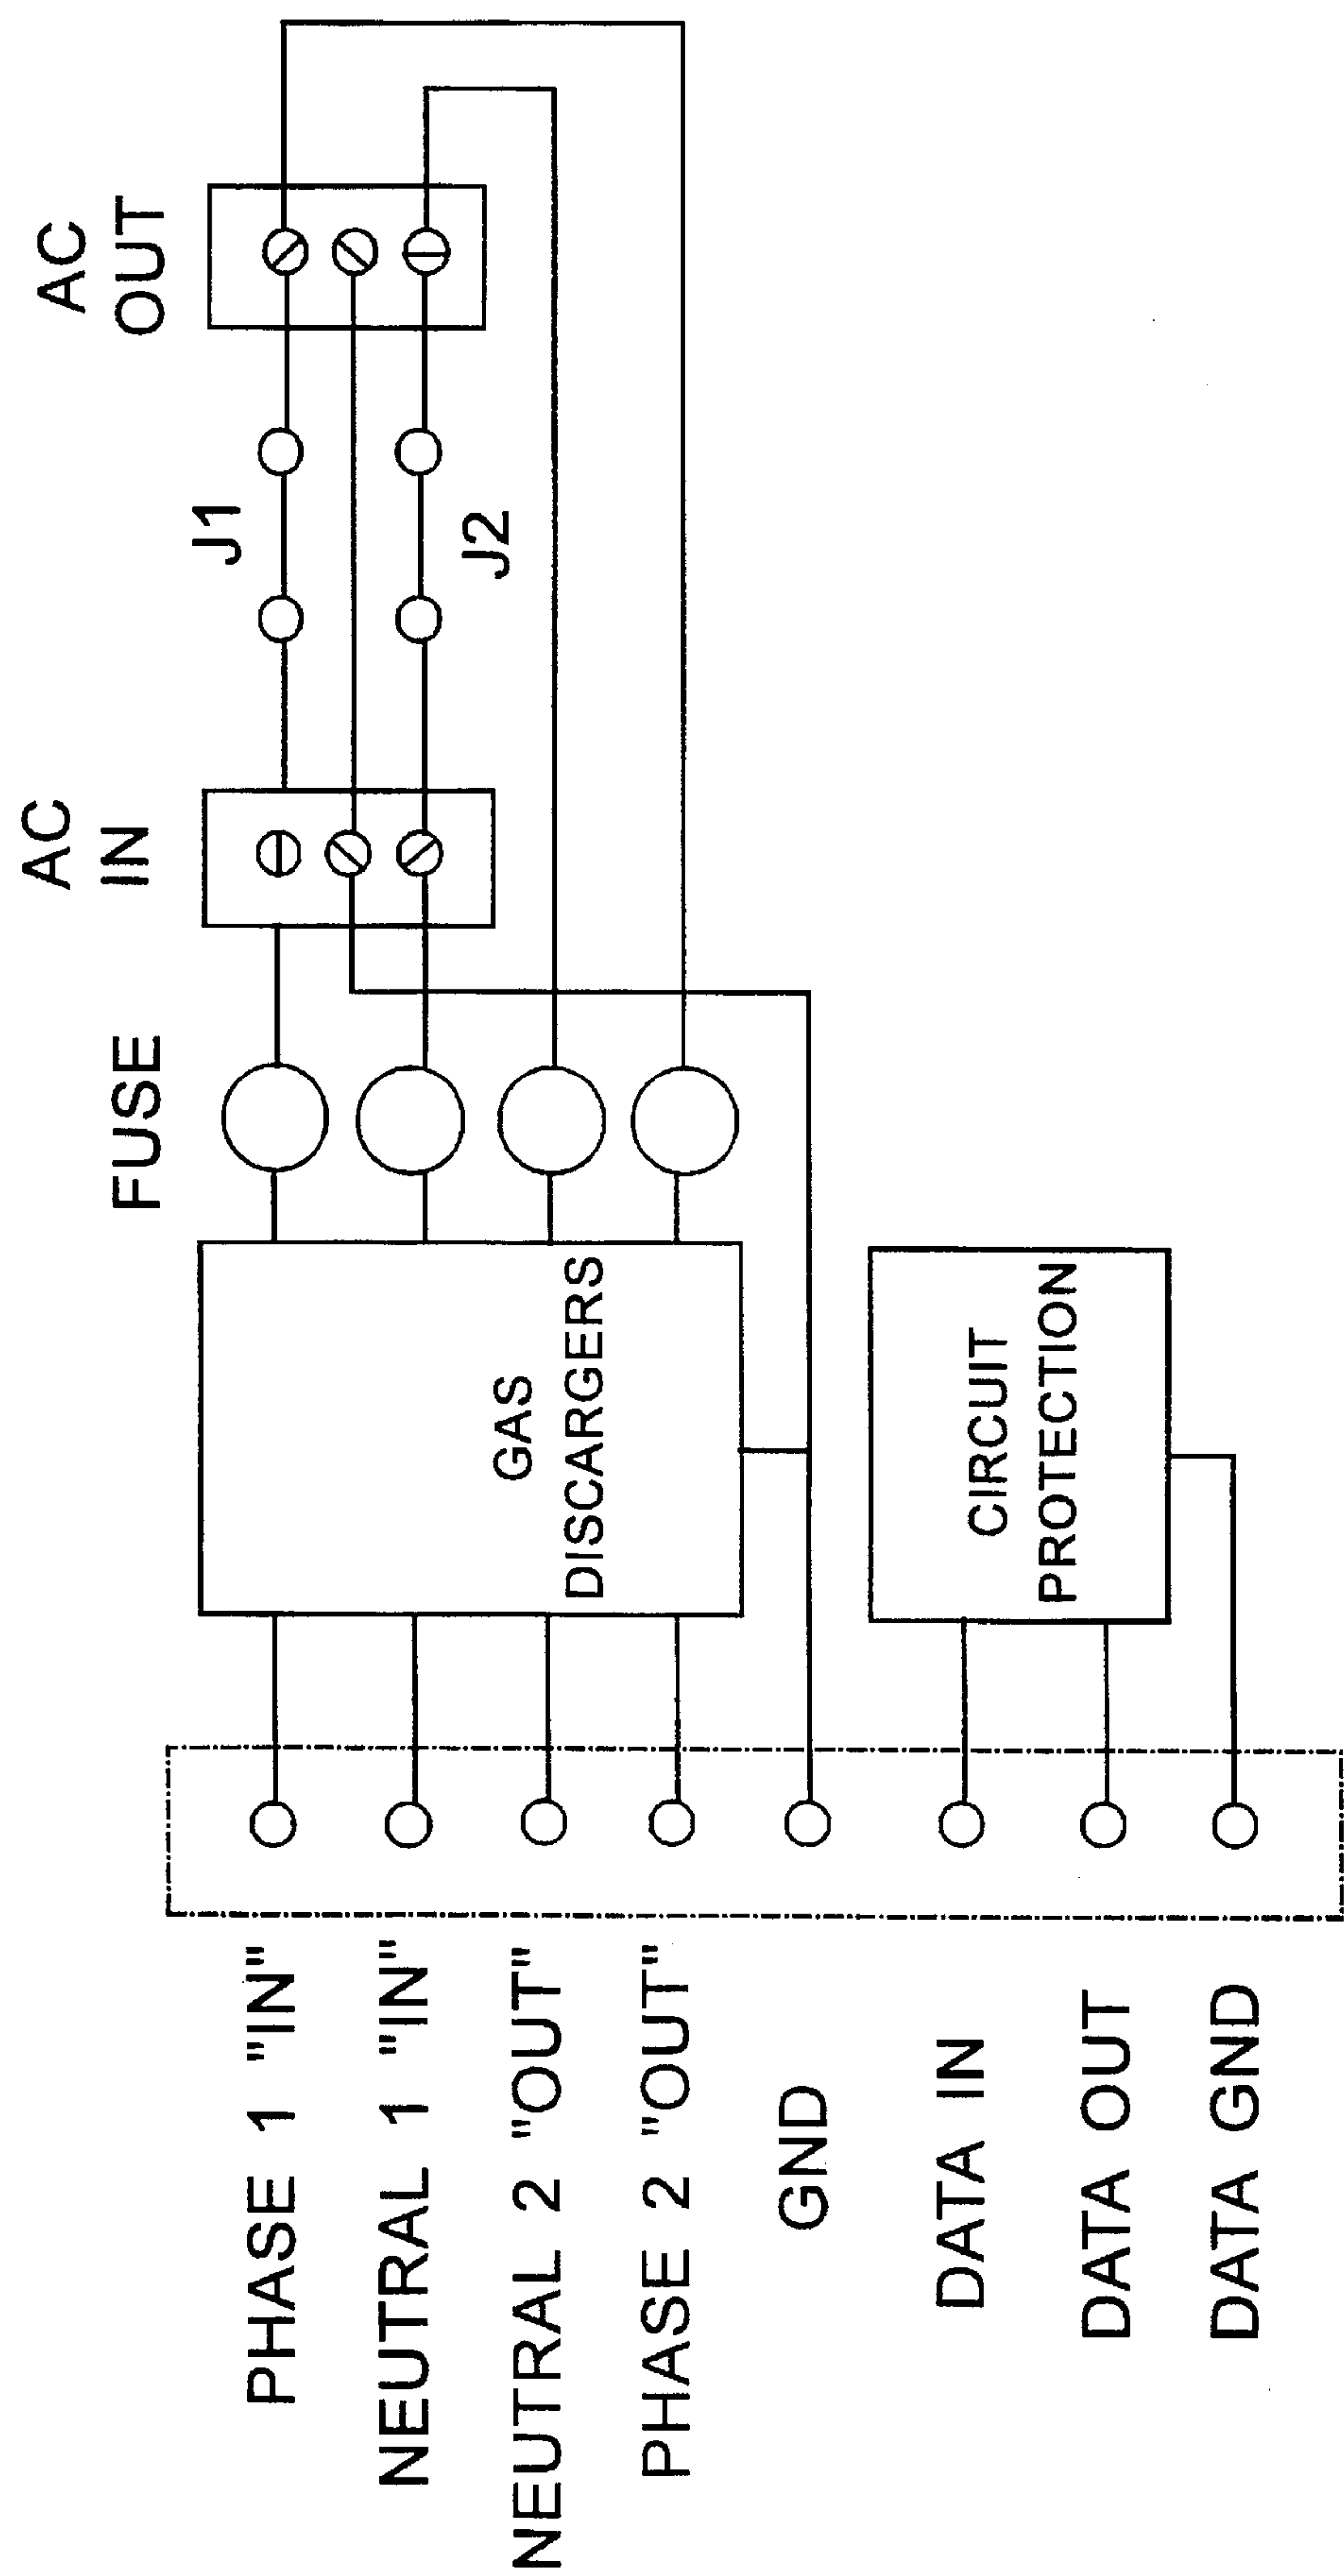 PHASE 1 "IN"
NEUTRAL 1 "IN"
NEUTRAL 2 "OUT"
PHASE 2 "OUT"
GND
DATA IN
DATA OUT
DATA GND
GAS
DISCARGERS
CIRCUIT
PROTECTION
FUSE
AC
IN
J1
J2
AC
OUT